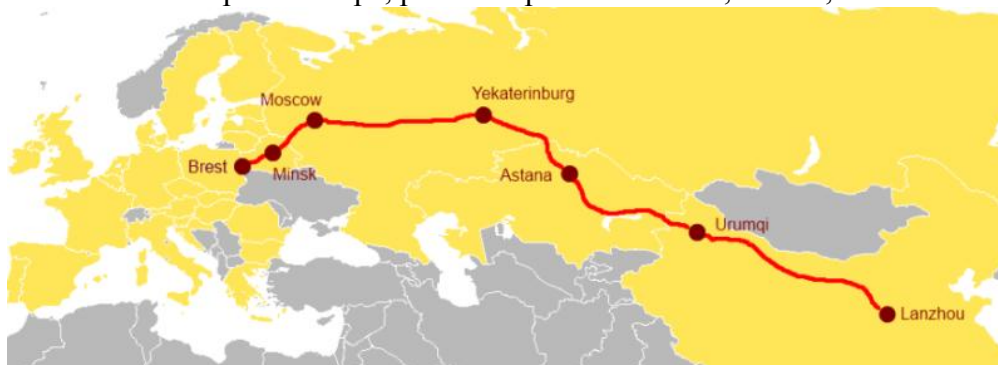 Moscow
Yekaterinburg
Brest
Minsk
Astana
Urumqi
Lanzhou